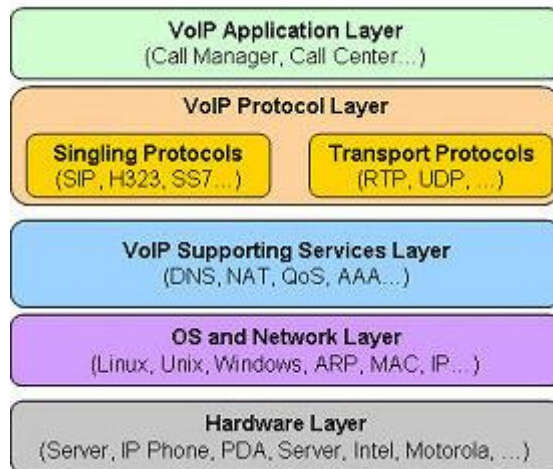 VoIP Application Layer
(Call Manager, Call Center...)
VoIP Protocol Layer
Singling Protocols
(SIP, H323, SS7...)
Transport Protocols
(RTP, UDP, ...)
VoIP Supporting Services Layer
(DNS, NAT, QoS, AAA...)
OS and Network Layer
(Linux, Unix, Windows, ARP, MAC, IP...)
Hardware Layer
(Server, IP Phone, PDA, Server, Intel, Motorola, ...)